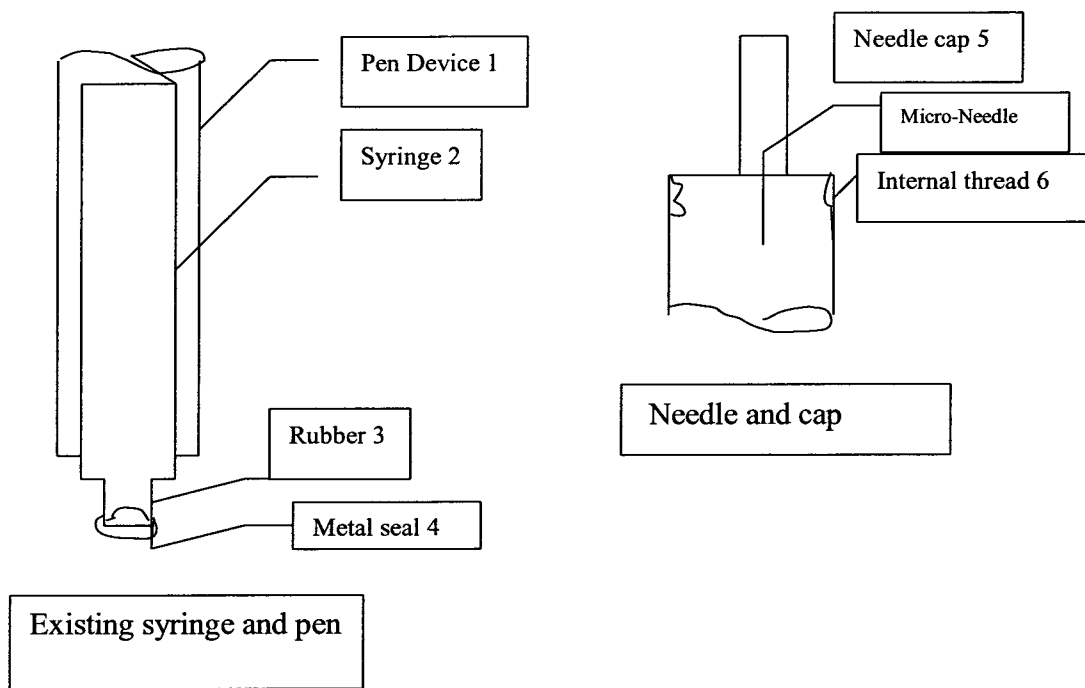 Pen Device 1
Syringe 2
Rubber 3
Metal seal 4
Existing syringe and pen
Needle cap 5
Micro-Needle
Internal thread 6
Needle and cap